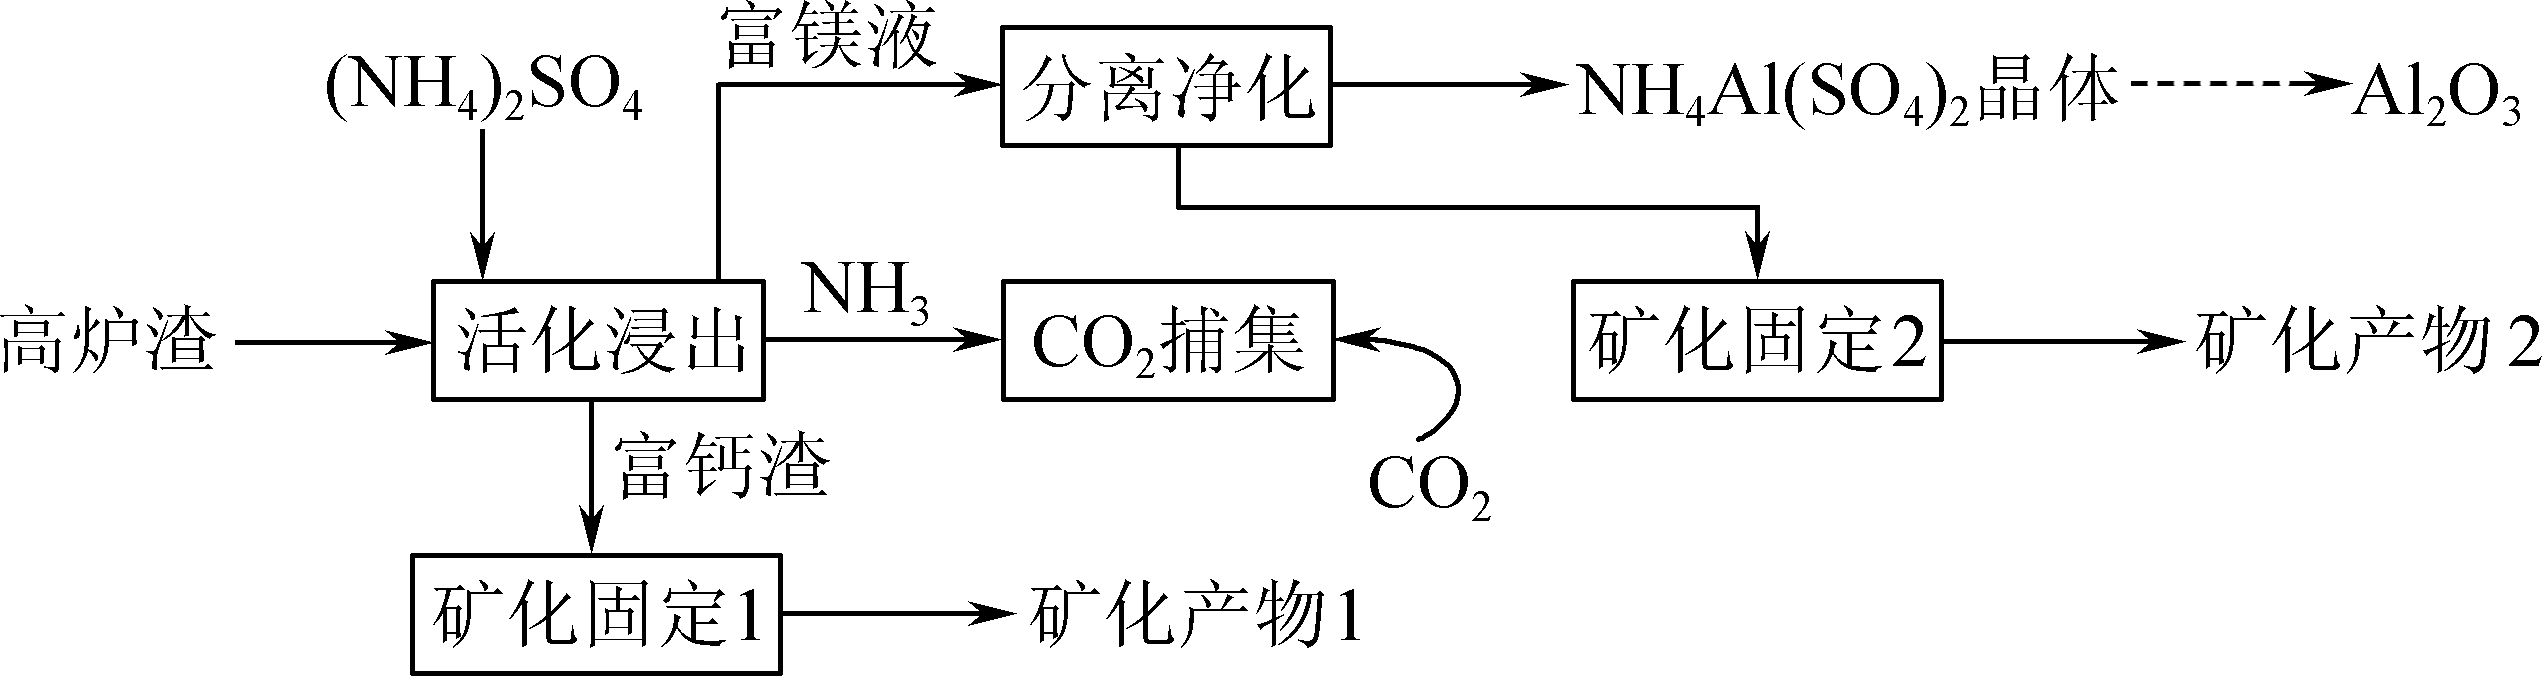 富镁液
(NH₄)₂SO₄
分离净化
NH₄Al(SO₄)₂晶体
Al₂O₃
高炉渣
活化浸出
NH₃
CO₂捕集
矿化固定2
矿化产物2
富钙渣
CO₂
矿化固定1
矿化产物1